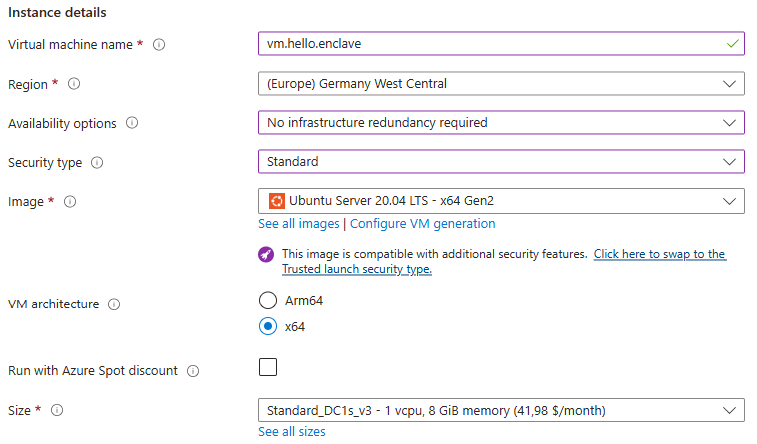 Instance details
Virtual machine name *
vm.hello.enclave
Region *
(Europe) Germany West Central
Availability options
No infrastructure redundancy required
Security type
Standard
Image *
Ubuntu Server 20.04 LTS - x64 Gen2
See all images | Configure VM generation
This image is compatible with additional security features. Click here to swap to the
Trusted launch security type.
VM architecture
Arm64
x64
Run with Azure Spot discount
Size *
Standard_DC1s_v3 - 1 vcpu, 8 GiB memory (41,98 $/month)
See all sizes